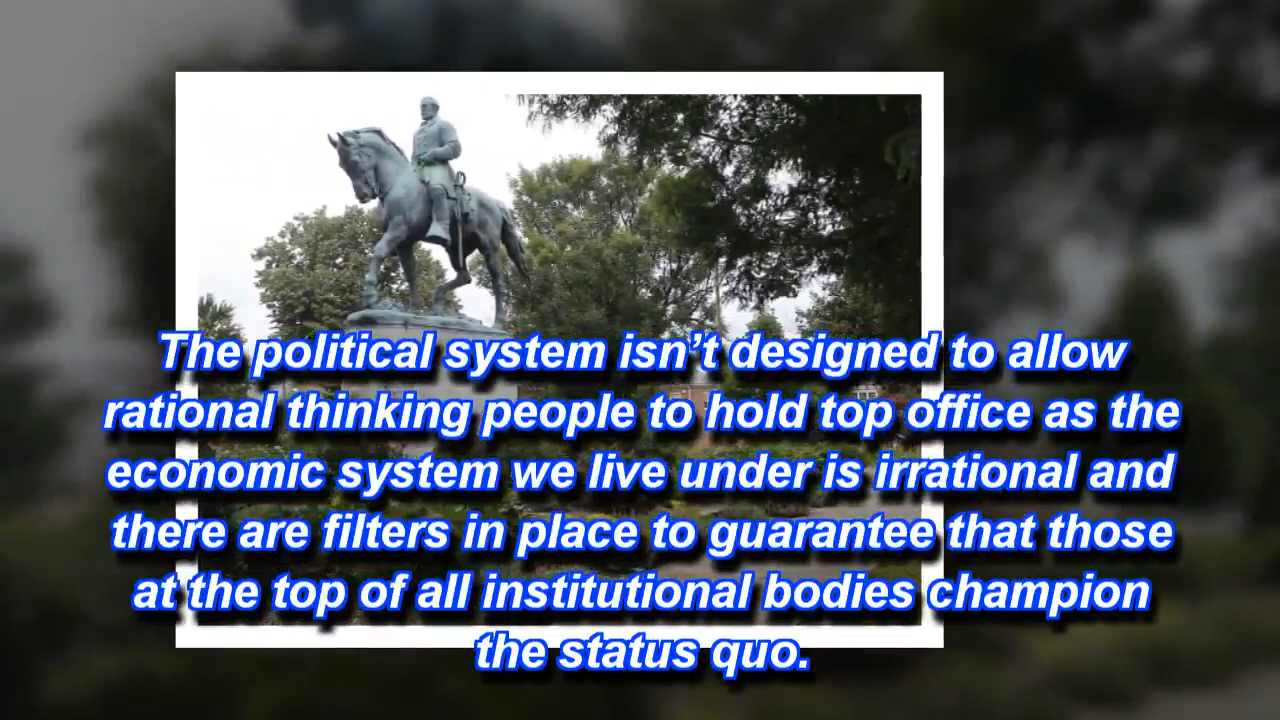 The political system isn’t designed to allow
rational thinking people to hold top office as the
economic system we live under is irrational and
there are filters in place to guarantee that those
at the top of all institutional bodies champion
the status quo.